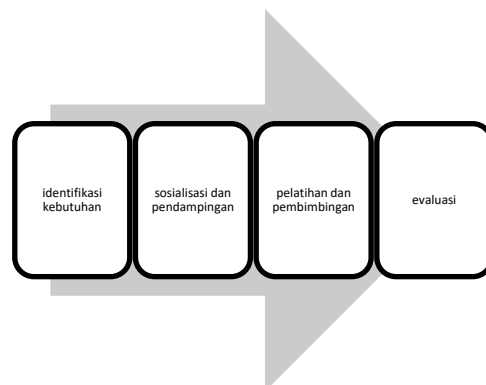 identifikasi
kebutuhan
sosialisasi dan
pendampingan
pelatihan dan
pembimbingan
evaluasi